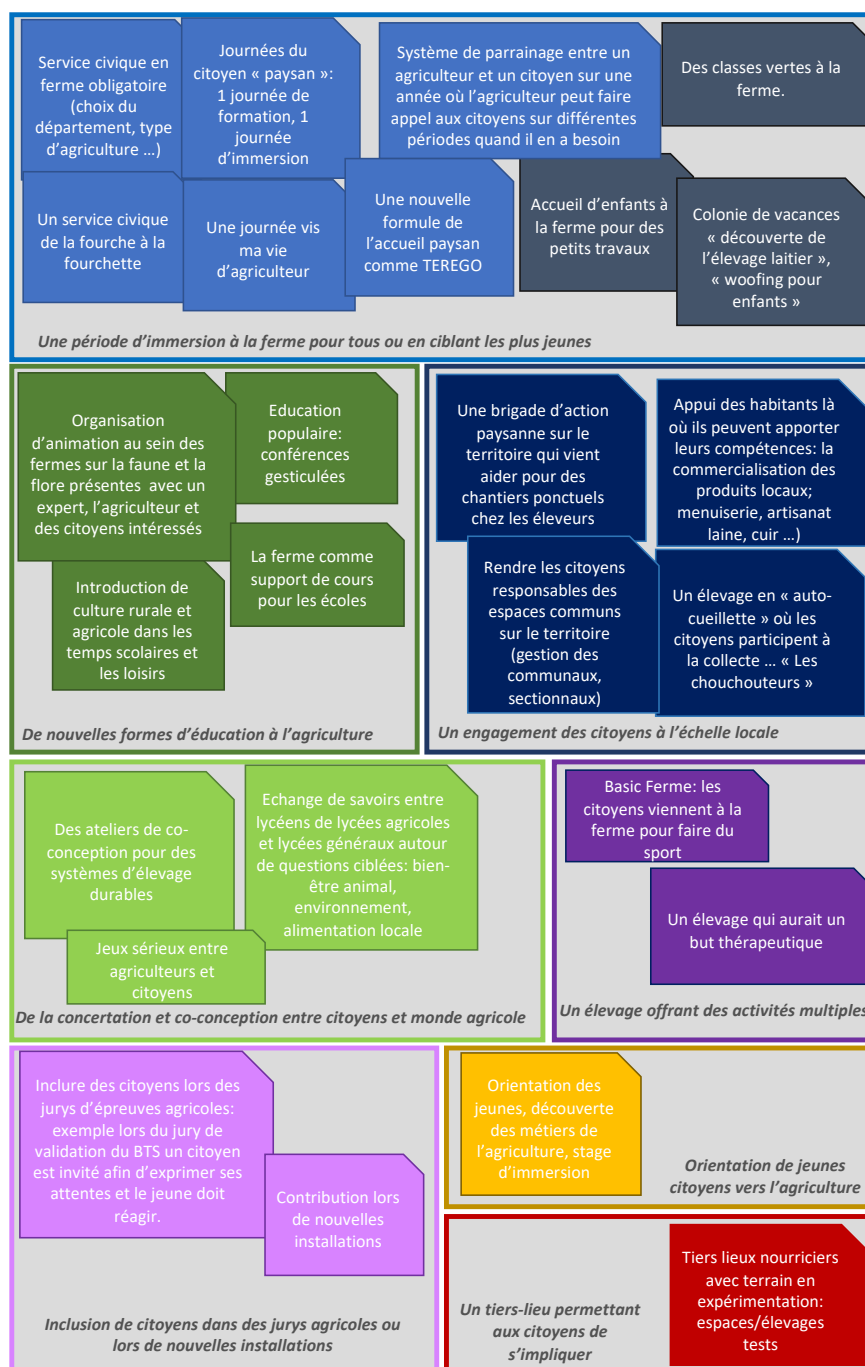 Service civique en
ferme obligatoire
(choix du
département, type
d'agriculture …)
Journées du
citoyen « paysan »:
1 journée de
formation, 1
journée
d'immersion
Système de parrainage entre un
agriculteur et un citoyen sur une
année où l'agriculteur peut faire
appel aux citoyens sur différentes
périodes quand il en a besoin
Des classes vertes à la
ferme.
Un service civique
de la fourche à la
fourchette
Une journée vis
ma vie
d'agriculteur
Une nouvelle
formule de
l'accueil paysan
comme TEREGO
Accueil d'enfants à
la ferme pour des
petits travaux
Colonie de vacances
« découverte de
l'élevage laitier »,
« woofing pour
enfants »
Une période d'immersion à la ferme pour tous ou en ciblant les plus jeunes
Organisation
d'animation au sein des
fermes sur la faune et la
flore présentes avec un
expert, l'agriculteur et
des citoyens intéressés
Education
populaire:
conférences
gesticulées
La ferme comme
support de cours
pour les écoles
Introduction de
culture rurale et
agricole dans les
temps scolaires et
les loisirs
De nouvelles formes d'éducation à l'agriculture
Une brigade d'action
paysanne sur le
territoire qui vient
aider pour des
chantiers ponctuels
chez les éleveurs
Appui des habitants là
où ils peuvent apporter
leurs compétences: la
commercialisation des
produits locaux;
menuiserie, artisanat
laine, cuir …)
Rendre les citoyens
responsables des
espaces communs
sur le territoire
(gestion des
communaux,
sectionnaux)
Un élevage en « auto-
cueillette » où les
citoyens participent à
la collecte … « Les
chouchouteurs »
Un engagement des citoyens à l'échelle locale
Des ateliers de co-
conception pour des
systèmes d'élevage
durables
Echange de savoirs entre
lycéens de lycées agricoles
et lycées généraux autour
de questions ciblées: bien-
être animal,
environnement,
alimentation locale
Jeux sérieux entre
agriculteurs et
citoyens
De la concertation et co-conception entre citoyens et monde agricole
Basic Ferme: les
citoyens viennent à la
ferme pour faire du
sport
Un élevage qui aurait un
but thérapeutique
Un élevage offrant des activités multiples
Inclure des citoyens lors des
jurys d'épreuves agricoles:
exemple lors du jury de
validation du BTS un citoyen
est invité afin d'exprimer ses
attentes et le jeune doit
réagir.
Contribution lors
de nouvelles
installations
Inclusion de citoyens dans des jurys agricoles ou
lors de nouvelles installations
Orientation des
jeunes, découverte
des métiers de
l'agriculture, stage
d'immersion
Orientation de jeunes
citoyens vers l'agriculture
Tiers lieux nourriciers
avec terrain en
expérimentation:
espaces/élevages
tests
Un tiers-lieu permettant
aux citoyens de
s'impliquer